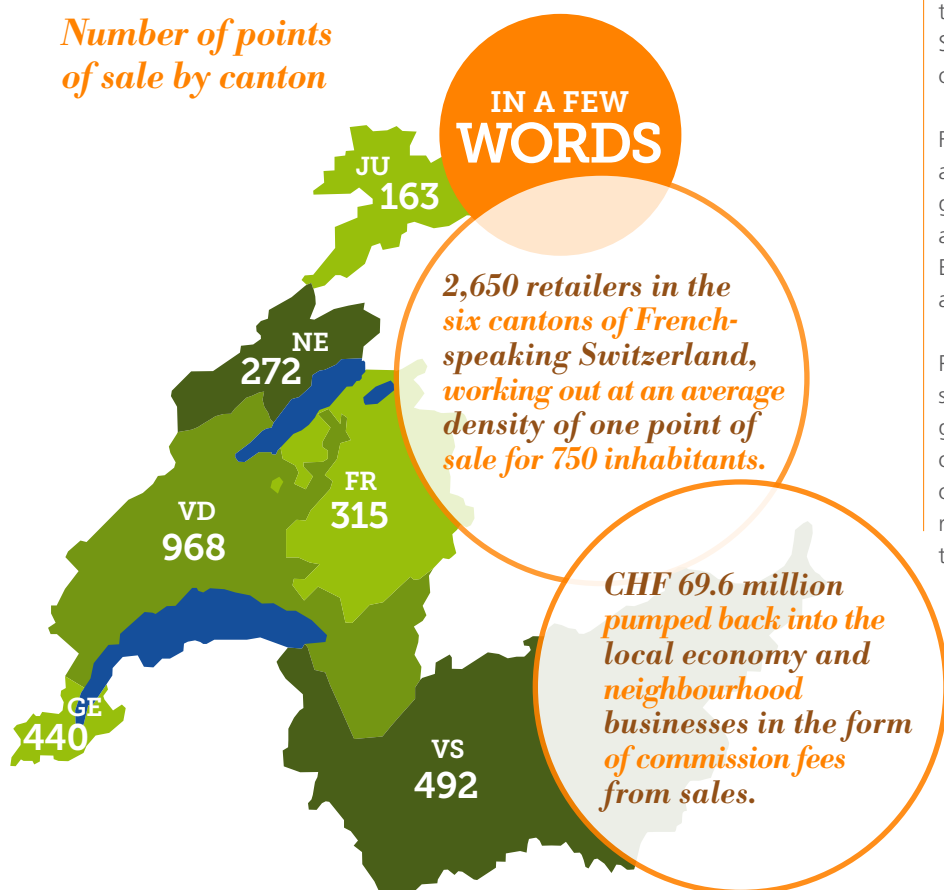 Number of points
of sale by canton
IN A FEW
WORDS
JU
163
NE
272
2,650 retailers in the
six cantons of French-
speaking Switzerland,
working out at an average
density of one point of
sale for 750 inhabitants.
FR
315
VD
968
GE
440
VS
492
CHF 69.6 million
pumped back into the
local economy and
neighbourhood
businesses in the form
of commission fees
from sales.